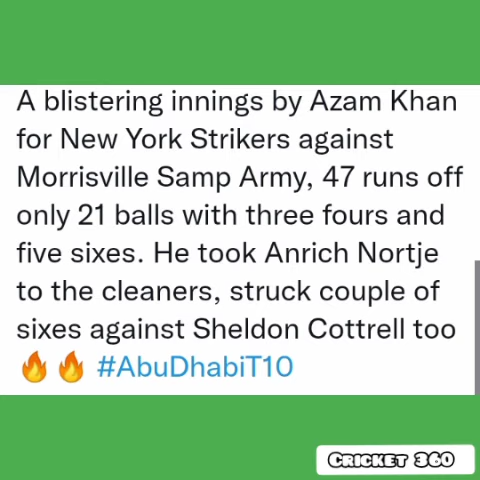 A blistering innings by Azam Khan
for New York Strikers against
Morrisville Samp Army, 47 runs off
only 21 balls with three fours and
five sixes. He took Anrich Nortje
to the cleaners, struck couple of
sixes against Sheldon Cottrell too
🔥🔥 #AbuDhabiT10
CRICKET 360